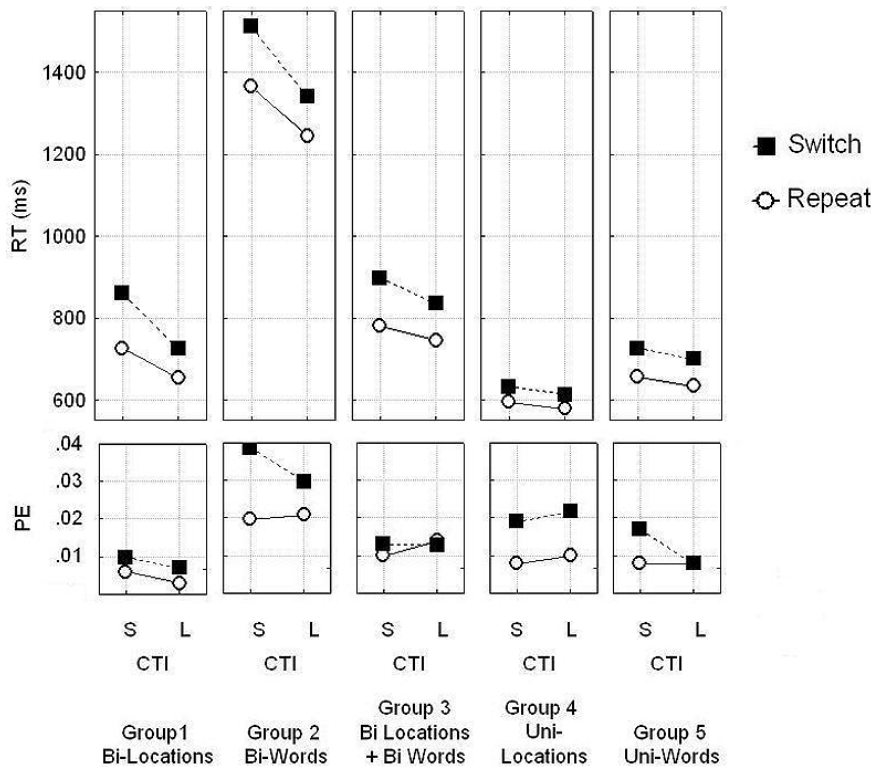 1400
1200
1000
800
600
RT (ms)
Switch
Repeat
.04
.03
.02
.01
PE
S L S L S L S L S L
CTI CTI CTI CTI CTI
Group1
Bi-Locations
Group 2
Bi-Words
Group 3
Bi Locations
+ Bi Words
Group 4
Uni-
Locations
Group 5
Uni-Words